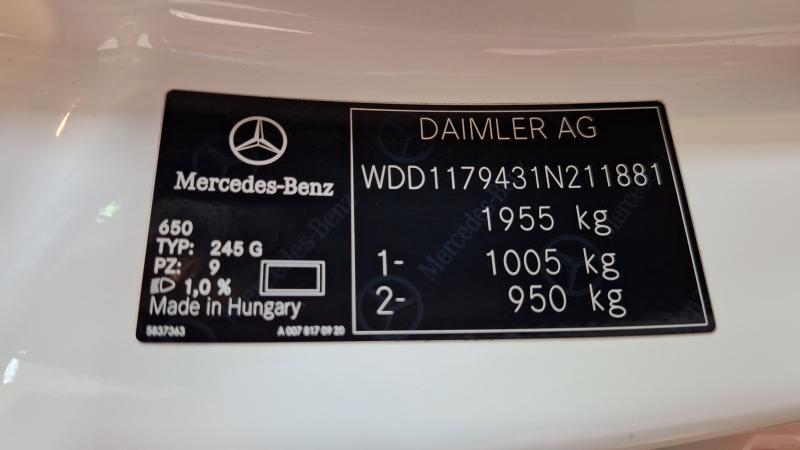 Mercedes-Benz
650
TYP: 245 G
PZ: 9
1,0 %
Made in Hungary
5837363
A 007 817 09 20
DAIMLER AG
WDD1179431N211881
1955 kg
1- 1005 kg
2- 950 kg